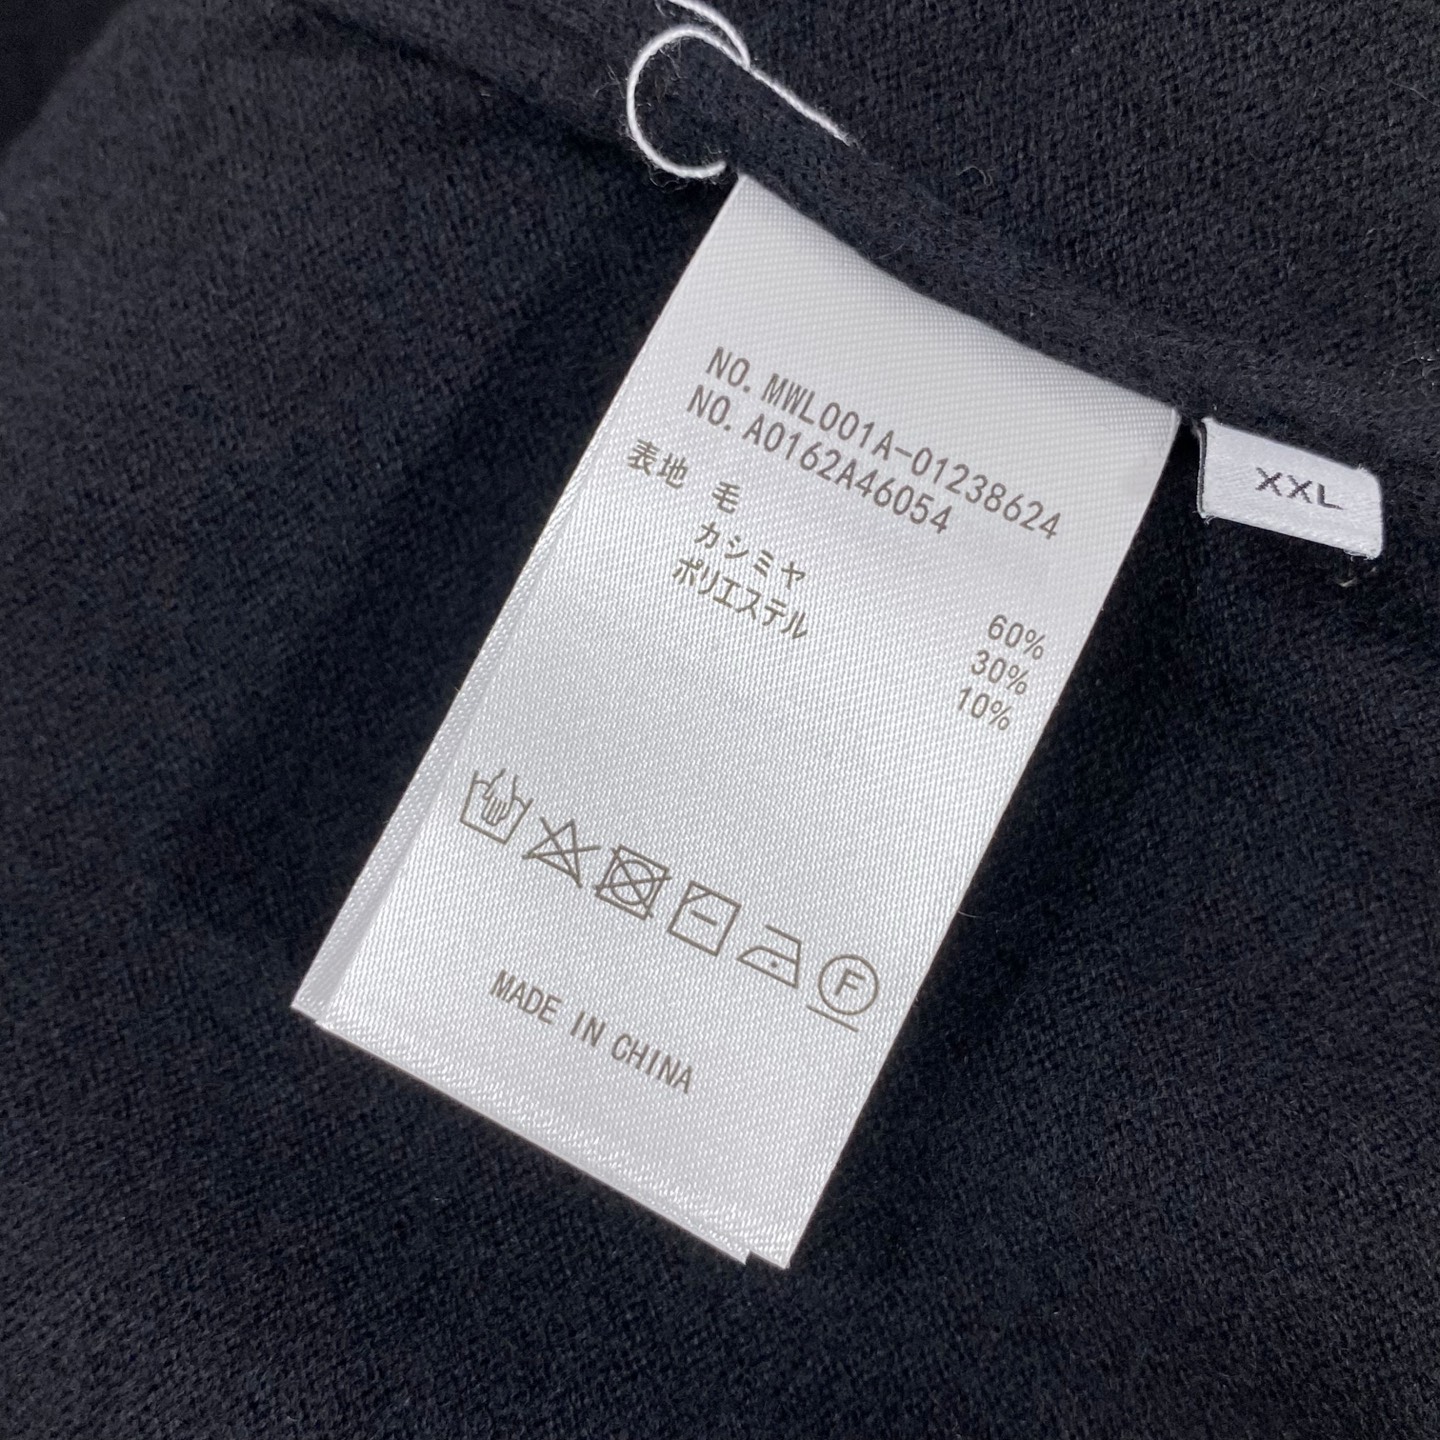 NO. MWL001A-01238624
NO. A0162A46054
表地 毛 60%
カシミヤ 30%
ポリエステル 10%
F
MADE IN CHINA
XXL